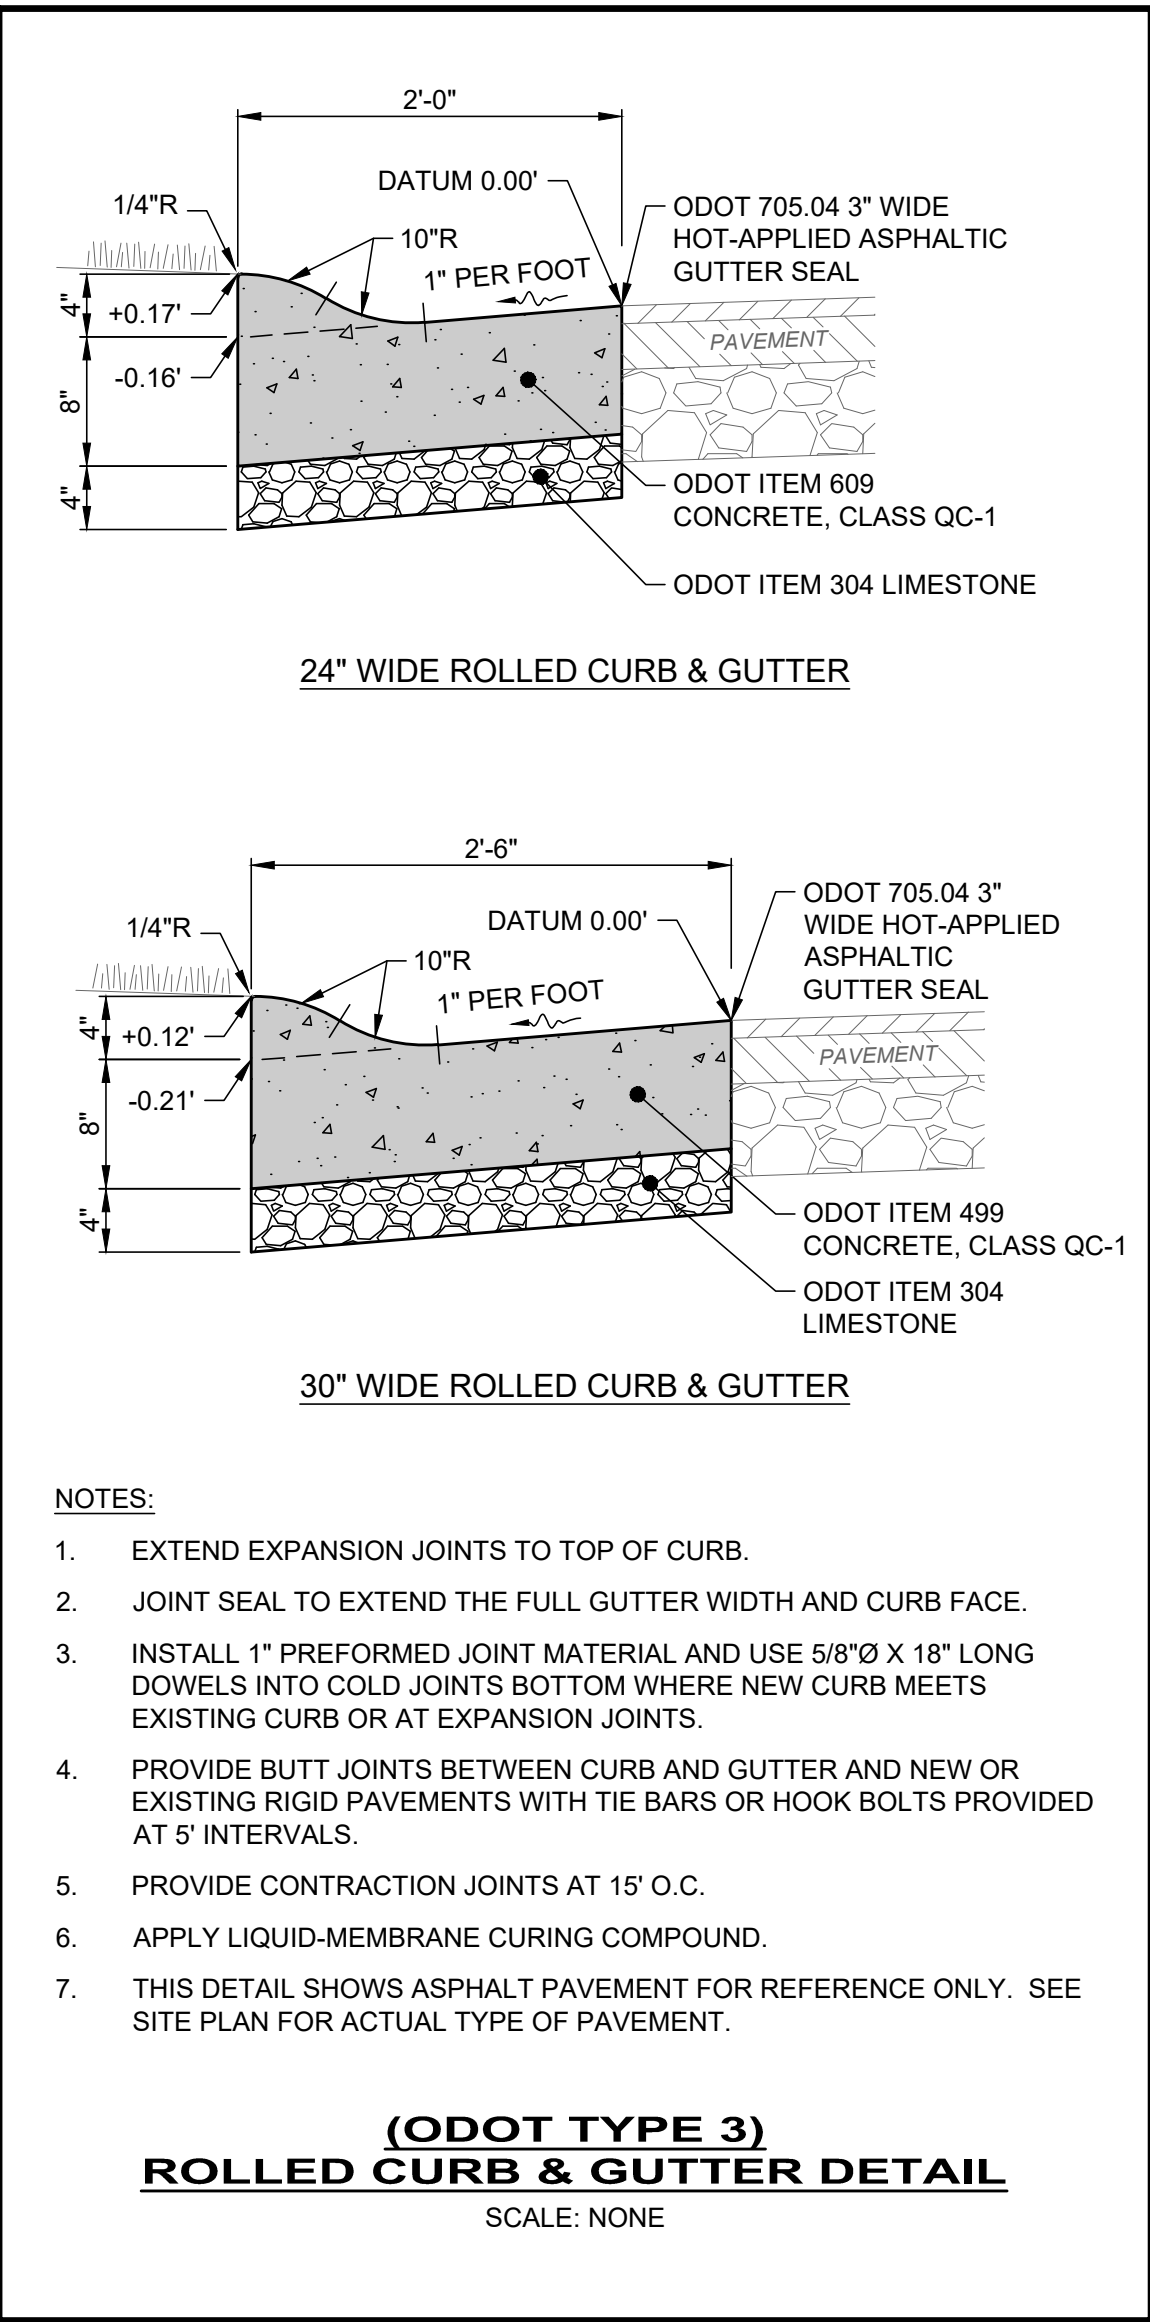 2'-0"
DATUM 0.00'
1/4"R
ODOT 705.04 3" WIDE
HOT-APPLIED ASPHALTIC
GUTTER SEAL
10"R
1" PER FOOT
4"
+0.17'
PAVEMENT
-0.16'
8"
4"
ODOT ITEM 609
CONCRETE, CLASS QC-1
ODOT ITEM 304 LIMESTONE
24" WIDE ROLLED CURB & GUTTER
2'-6"
ODOT 705.04 3"
WIDE HOT-APPLIED
ASPHALTIC
GUTTER SEAL
DATUM 0.00'
1/4"R
10"R
1" PER FOOT
4"
+0.12'
PAVEMENT
-0.21'
8"
4"
ODOT ITEM 499
CONCRETE, CLASS QC-1
ODOT ITEM 304
LIMESTONE
30" WIDE ROLLED CURB & GUTTER
NOTES:
1. EXTEND EXPANSION JOINTS TO TOP OF CURB.
2. JOINT SEAL TO EXTEND THE FULL GUTTER WIDTH AND CURB FACE.
3. INSTALL 1" PREFORMED JOINT MATERIAL AND USE 5/8"Ø X 18" LONG
DOWELS INTO COLD JOINTS BOTTOM WHERE NEW CURB MEETS
EXISTING CURB OR AT EXPANSION JOINTS.
4. PROVIDE BUTT JOINTS BETWEEN CURB AND GUTTER AND NEW OR
EXISTING RIGID PAVEMENTS WITH TIE BARS OR HOOK BOLTS PROVIDED
AT 5' INTERVALS.
5. PROVIDE CONTRACTION JOINTS AT 15' O.C.
6. APPLY LIQUID-MEMBRANE CURING COMPOUND.
7. THIS DETAIL SHOWS ASPHALT PAVEMENT FOR REFERENCE ONLY. SEE
SITE PLAN FOR ACTUAL TYPE OF PAVEMENT.
(ODOT TYPE 3)
ROLLED CURB & GUTTER DETAIL
SCALE: NONE